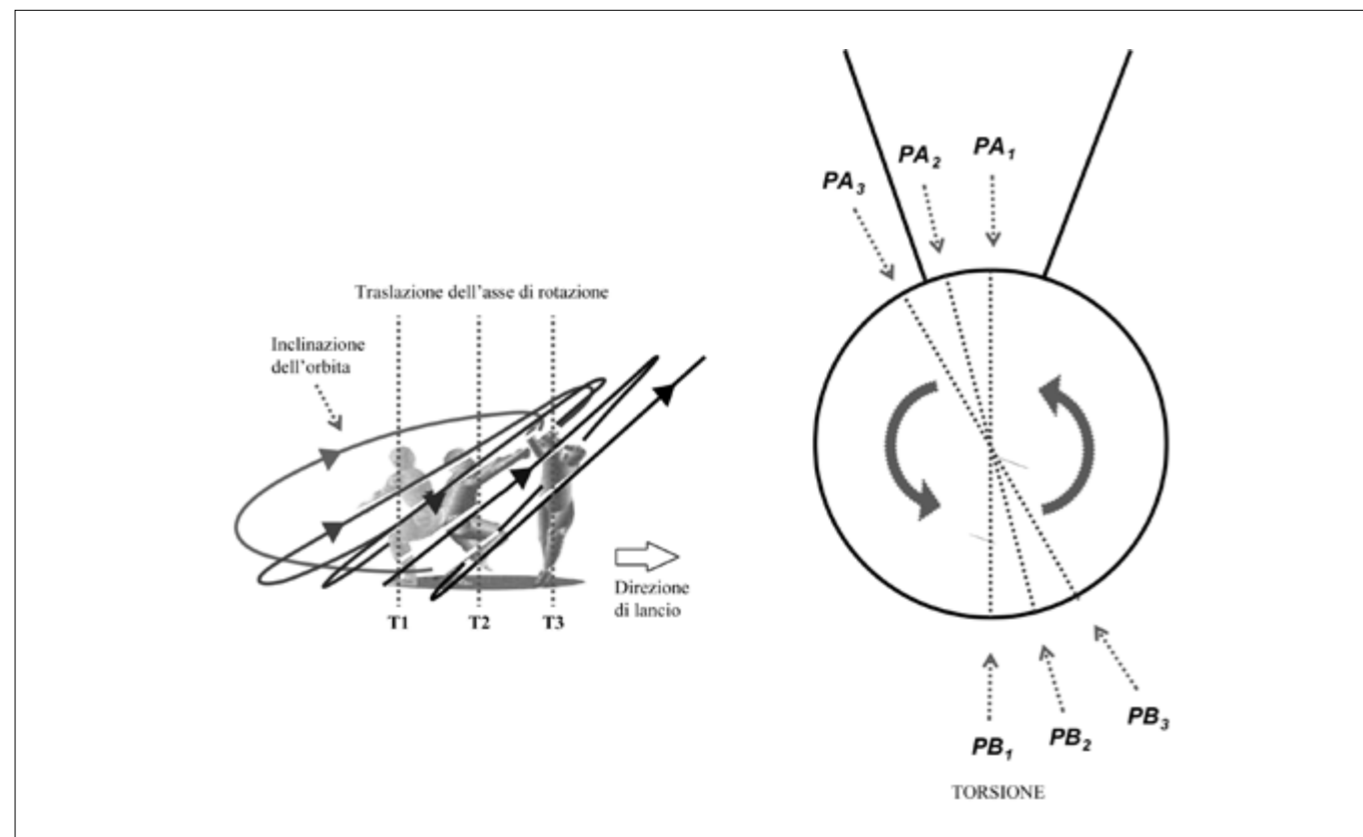 Traslazione dell'asse di rotazione
Inclinazione
dell'orbita
T1
T2
T3
Direzione
di lancio
PA3
PA2
PA1
PB1
PB2
PB3
TORSIONE